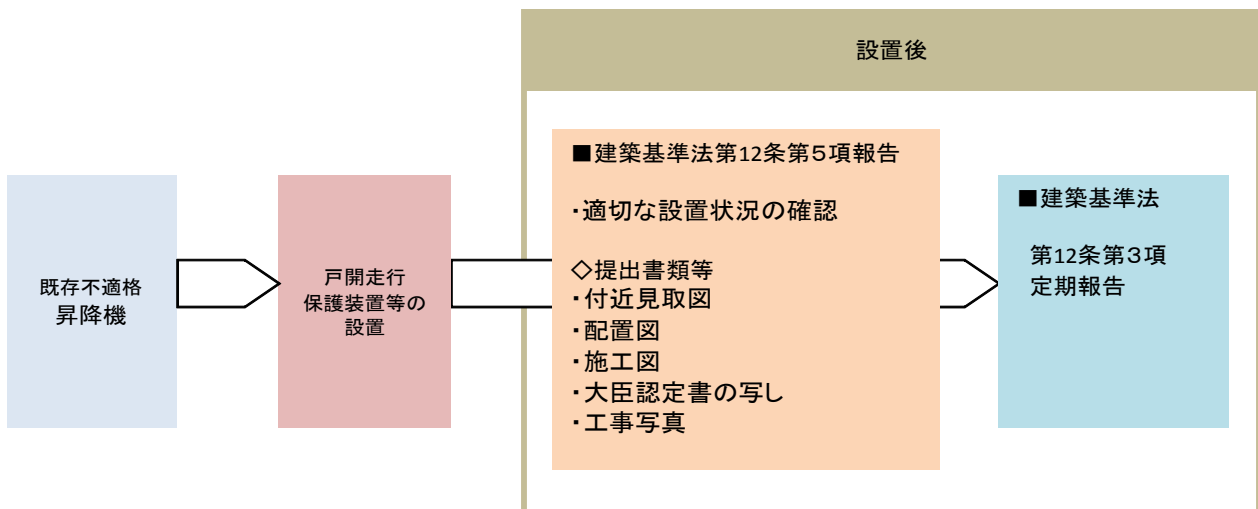 設置後
既存不適格
昇降機
戸開走行
保護装置等の
設置
■建築基準法第12条第5項報告
・適切な設置状況の確認
◇提出書類等
・付近見取図
・配置図
・施工図
・大臣認定書の写し
・工事写真
■建築基準法
第12条第3項
定期報告